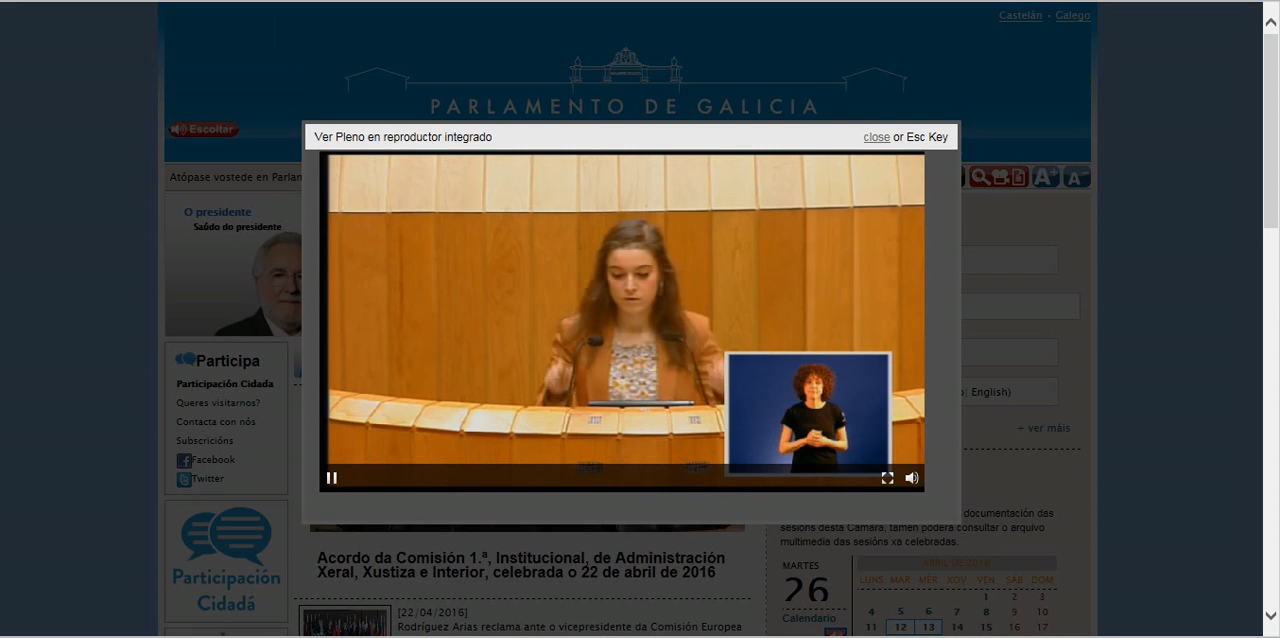 Castelán - Galego
PARLAMENTO DE GALICIA
Escoitar
Ver Pleno en reproductor integrado
close or Esc Key
Atópase vostede en Parlan
A+ A-
O presidente
Saúdo do presidente
Participa
Participación Cidada
Queres visitarnos?
Contacta con nós
Subscricións
Facebook
Twitter
Participación
Cidadá
English)
+ ver máis
Acordo da Comisión 1.ª, Institucional, de Administración
Xeral, Xustiza e Interior, celebrada o 22 de abril de 2016
[22/04/2016]
Rodríguez Arias reclama ante o vicepresidente da Comisión Europea
documentación das
sesións desta Cámara, tamén poderá consultar o arquivo
multimedia das sesións xa celebradas.
MARTES
26
Calendario
ABRIL DE 2016
LUNS MAR MÉR XOV VEN SÁB DOM
1 2 3
4 5 6 7 8 9 10
11 12 13 14 15 16 17